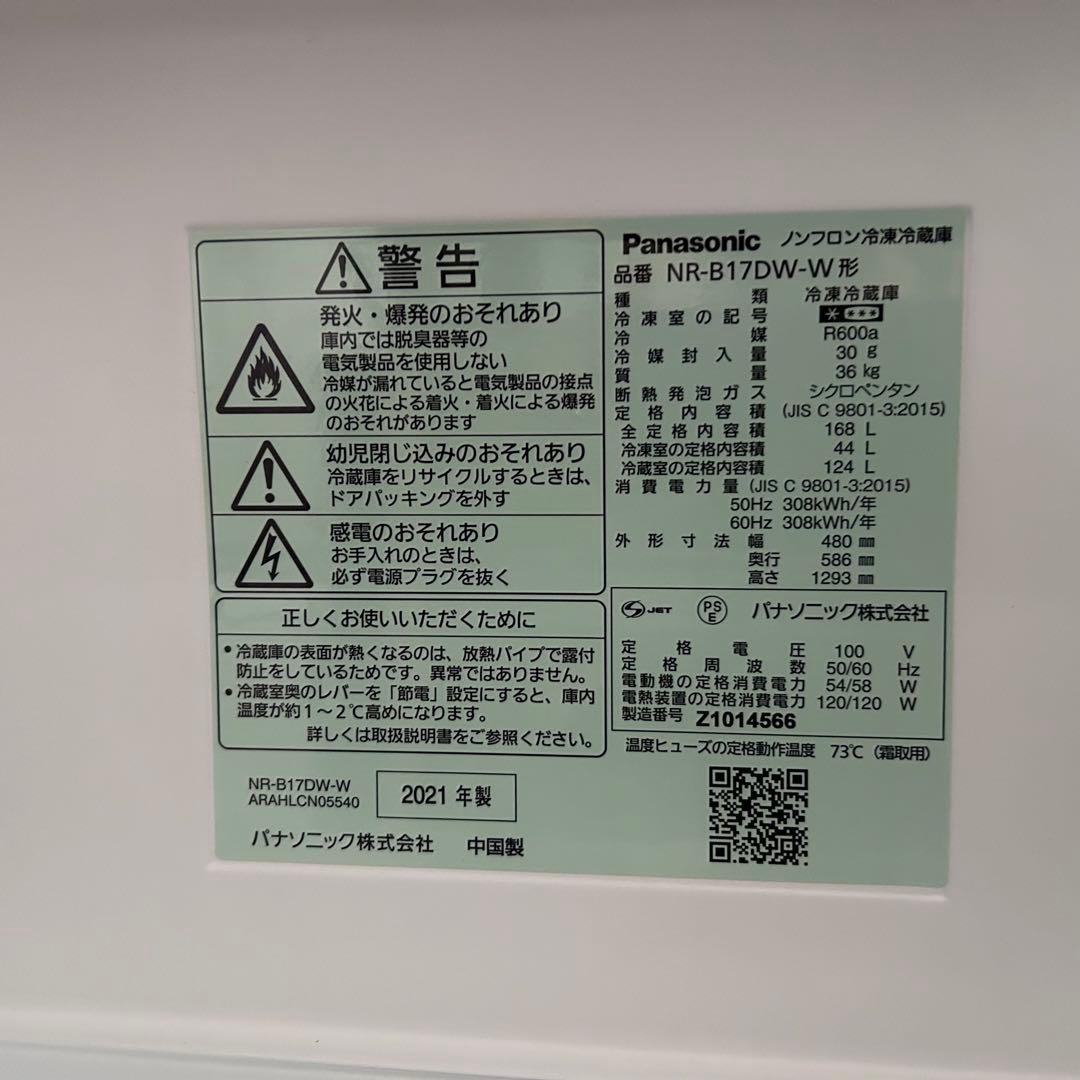 警告
発火・爆発のおそれあり
庫内では脱臭器等の
電気製品を使用しない
冷媒が漏れていると電気製品の接点
の火花による着火・着火による爆発
のおそれがあります
幼児閉じ込みのおそれあり
冷蔵庫をリサイクルするときは、
ドアパッキングを外す
感電のおそれあり
お手入れのときは、
必ず電源プラグを抜く
正しくお使いいただくために
・冷蔵庫の表面が熱くなるのは、放熱パイプで露付
防止をしているためです。異常ではありません。
・冷蔵室奥のレバーを「節電」設定にすると、庫内
温度が約1～2℃高めになります。
詳しくは取扱説明書をご参照ください。
NR-B17DW-W
ARAHLCN05540
2021 年製
パナソニック株式会社 中国製
Panasonic ノンフロン冷凍冷蔵庫
品番 NR-B17DW-W 形
種類 冷凍冷蔵庫
冷凍室の記号 * ***
冷媒 R600a
冷媒封入量 30 g
質量 36 kg
断熱発泡ガス シクロペンタン
定格内容積 (JIS C 9801-3:2015)
全定格内容積 168 L
冷凍室の定格内容積 44 L
冷蔵室の定格内容積 124 L
消費電力量 (JIS C 9801-3:2015)
50Hz 308kWh/年
60Hz 308kWh/年
外形寸法 幅 480 mm
奥行 586 mm
高さ 1293 mm
S JET PS E パナソニック株式会社
定格電圧 100 V
定格周波数 50/60 Hz
電動機の定格消費電力 54/58 W
電熱装置の定格消費電力 120/120 W
製造番号 Z1014566
温度ヒューズの定格動作温度 73℃（霜取用）